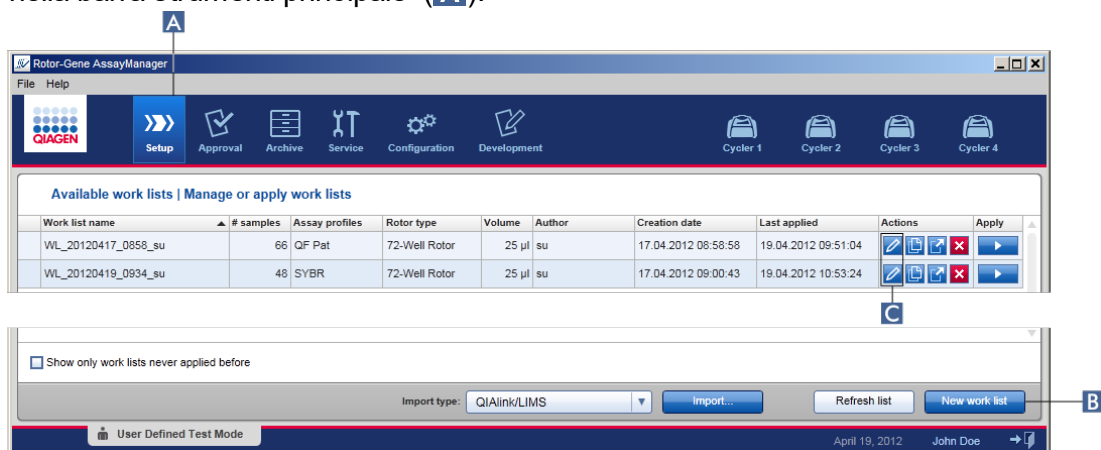 nella barra strumenti principale" (A).
A
Rotor-Gene AssayManager
File Help
QIAGEN
Setup Approval Archive Service Configuration Development Cycler 1 Cycler 2 Cycler 3 Cycler 4
Available work lists | Manage or apply work lists
Work list name # samples Assay profiles Rotor type Volume Author Creation date Last applied Actions Apply
WL_20120417_0858_su 66 QF Pat 72-Well Rotor 25 µl su 17.04.2012 08:58:58 19.04.2012 09:51:04
WL_20120419_0934_su 48 SYBR 72-Well Rotor 25 µl su 17.04.2012 09:00:43 19.04.2012 10:53:24
C
Show only work lists never applied before
Import type: QIAlink/LIMS Import... Refresh list New work list
B
User Defined Test Mode April 19, 2012 John Doe